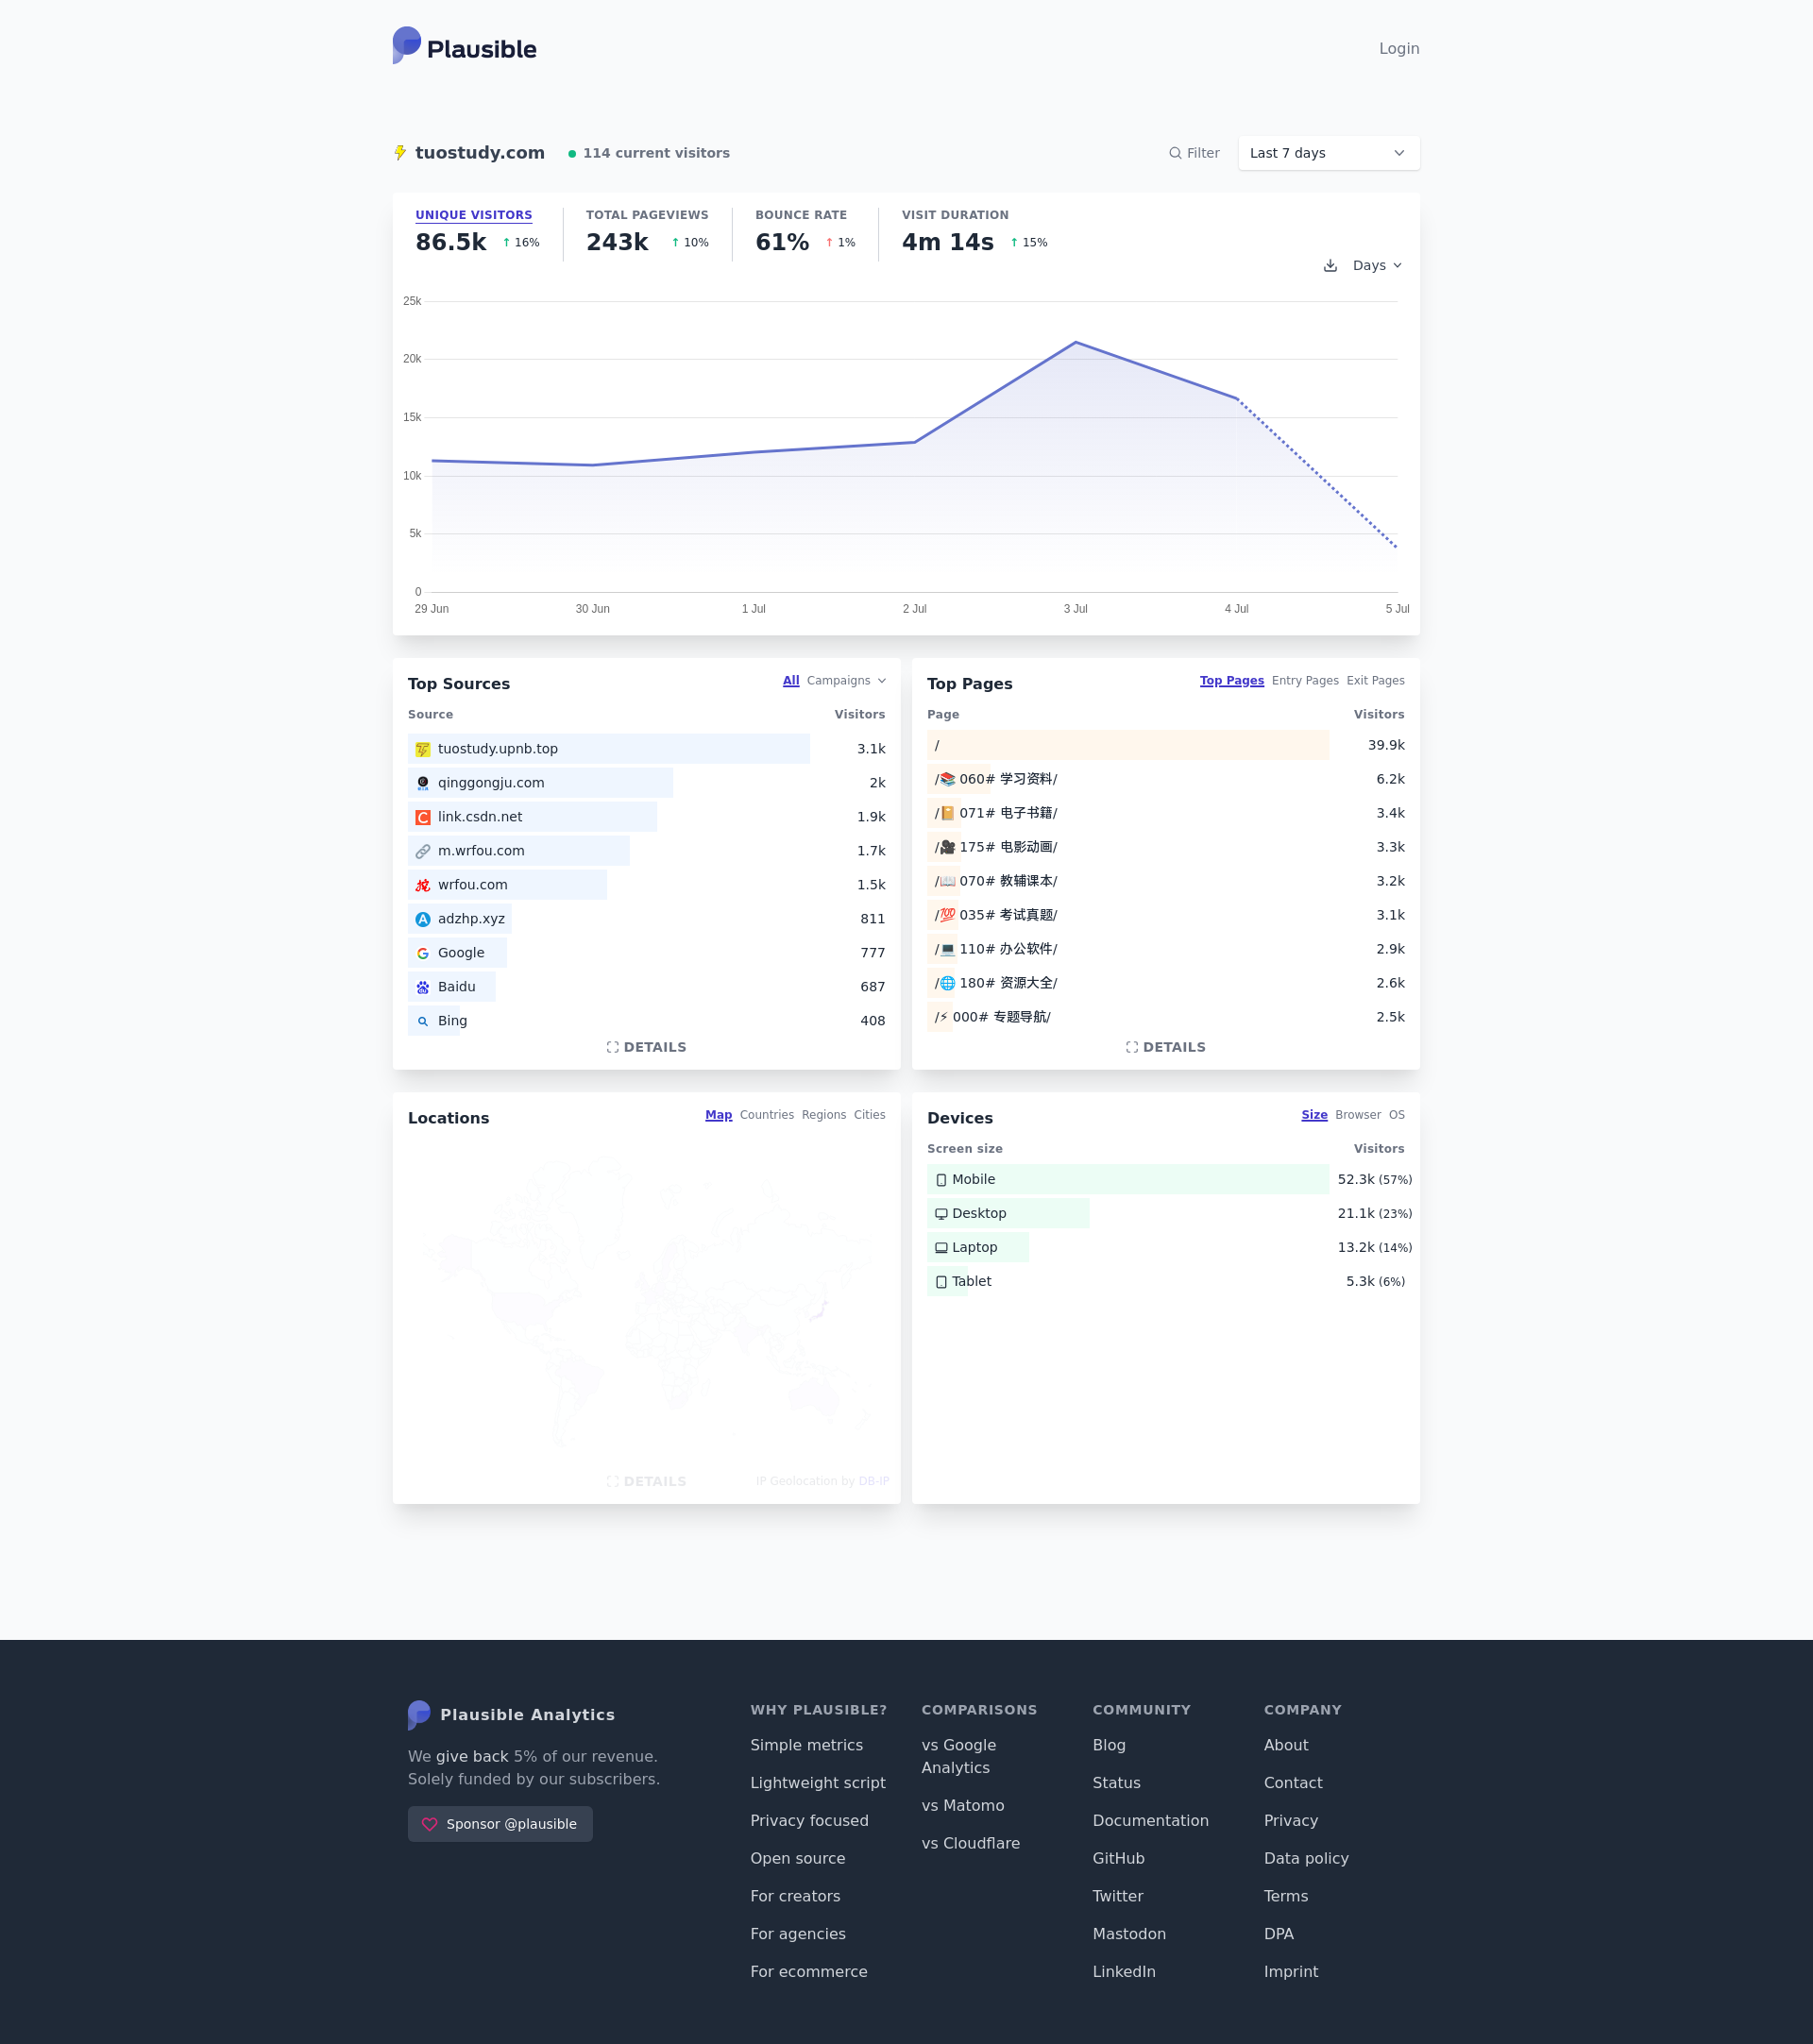 Plausible
Login
tuostudy.com
114 current visitors
Filter
Last 7 days
UNIQUE VISITORS
86.5k ↑ 16%
TOTAL PAGEVIEWS
243k ↑ 10%
BOUNCE RATE
61% ↑ 1%
VISIT DURATION
4m 14s ↑ 15%
Days
25k
20k
15k
10k
5k
0
29 Jun 30 Jun 1 Jul 2 Jul 3 Jul 4 Jul 5 Jul
Top Sources
All Campaigns
Source Visitors
tuostudy.upnb.top 3.1k
qinggongju.com 2k
link.csdn.net 1.9k
m.wrfou.com 1.7k
wrfou.com 1.5k
adzhp.xyz 811
Google 777
Baidu 687
Bing 408
DETAILS
Top Pages
Top Pages Entry Pages Exit Pages
Page Visitors
/ 39.9k
/📚 060# 学习资料/ 6.2k
/📔 071# 电子书籍/ 3.4k
/🎥 175# 电影动画/ 3.3k
/📖 070# 教辅课本/ 3.2k
/💯 035# 考试真题/ 3.1k
/💻 110# 办公软件/ 2.9k
/🌐 180# 资源大全/ 2.6k
/⚡ 000# 专题导航/ 2.5k
DETAILS
Locations
Map Countries Regions Cities
DETAILS
IP Geolocation by DB-IP
Devices
Size Browser OS
Screen size Visitors
Mobile 52.3k (57%)
Desktop 21.1k (23%)
Laptop 13.2k (14%)
Tablet 5.3k (6%)
Plausible Analytics
We give back 5% of our revenue.
Solely funded by our subscribers.
Sponsor @plausible
WHY PLAUSIBLE?
Simple metrics
Lightweight script
Privacy focused
Open source
For creators
For agencies
For ecommerce
COMPARISONS
vs Google
Analytics
vs Matomo
vs Cloudflare
COMMUNITY
Blog
Status
Documentation
GitHub
Twitter
Mastodon
LinkedIn
COMPANY
About
Contact
Privacy
Data policy
Terms
DPA
Imprint